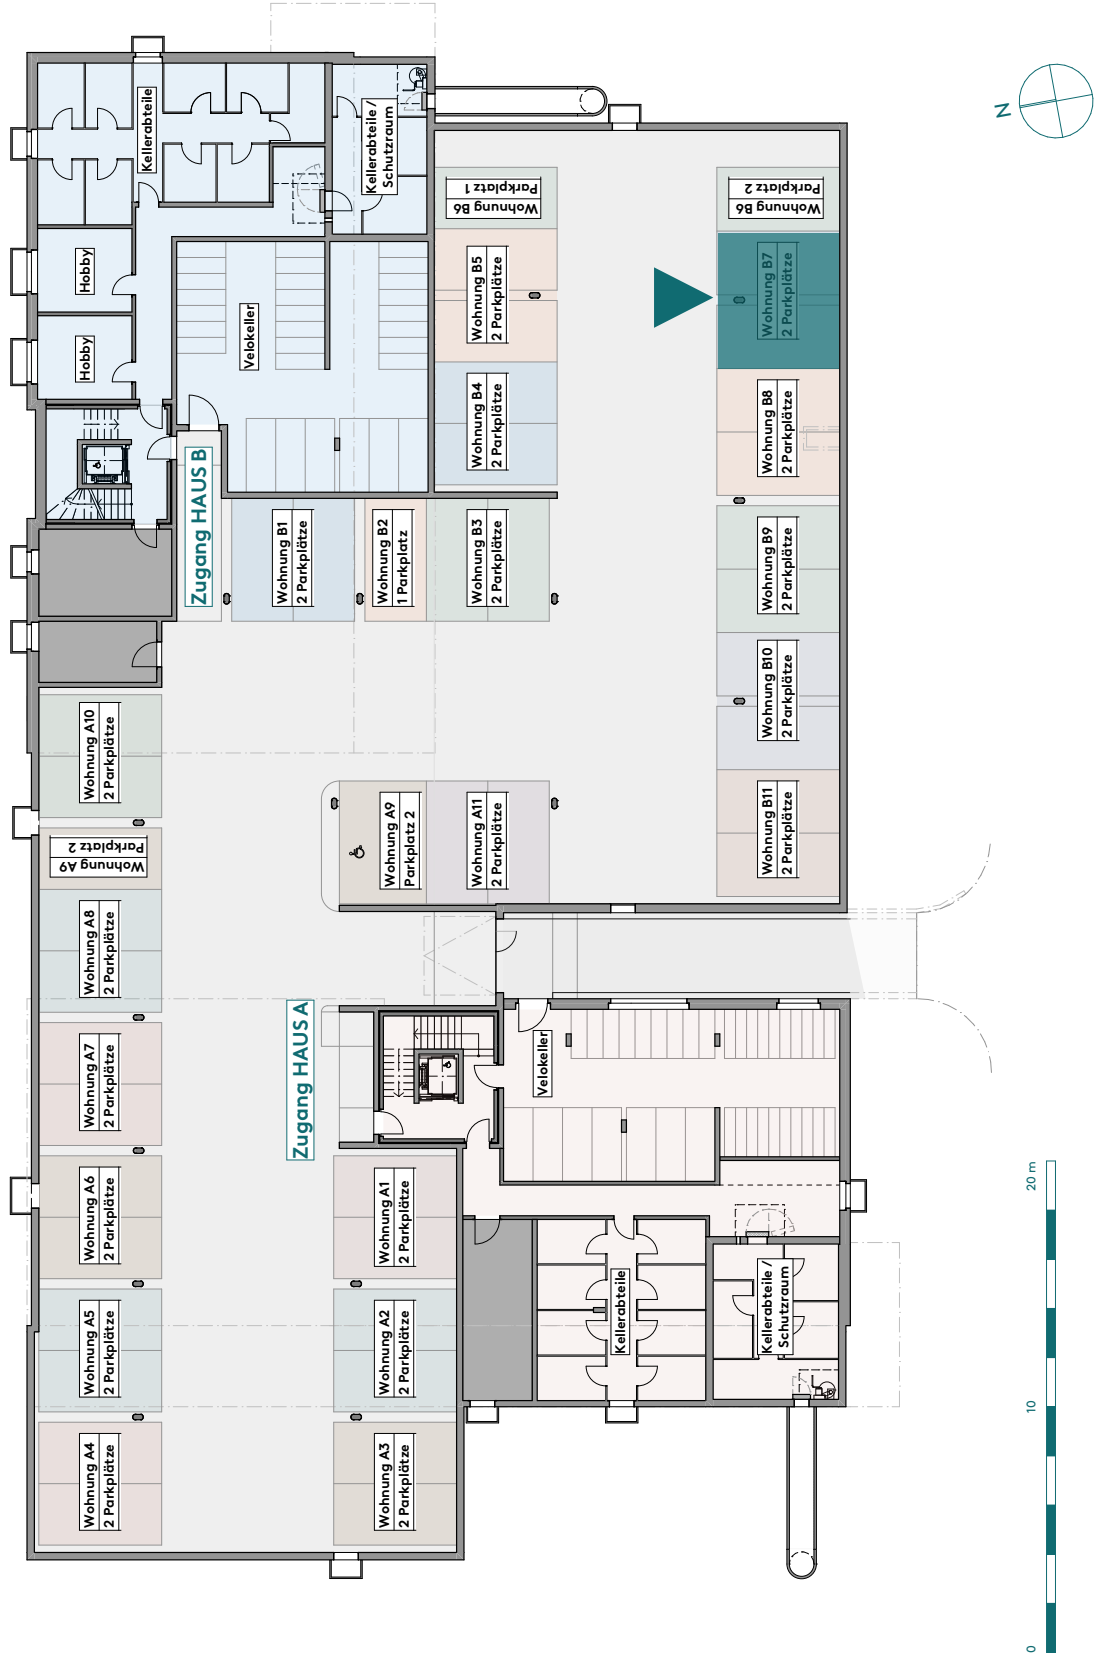 N
Kellerabteile
Kellerabteile /
Schutzraum
Wohnung B6
Parkplatz 1
Wohnung B6
Parkplatz 2
Hobby
Hobby
Velokeller
Wohnung B5
2 Parkplätze
Wohnung B7
2 Parkplätze
Wohnung B4
2 Parkplätze
Wohnung B8
2 Parkplätze
Zugang HAUS B
Wohnung B1
2 Parkplätze
Wohnung B2
1 Parkplatz
Wohnung B3
2 Parkplätze
Wohnung B9
2 Parkplätze
Wohnung B10
2 Parkplätze
Wohnung A10
2 Parkplätze
Wohnung A9
Parkplatz 2
Wohnung A9
Parkplatz 2
Wohnung A11
2 Parkplätze
Wohnung B11
2 Parkplätze
Wohnung A8
2 Parkplätze
Zugang HAUS A
Wohnung A7
2 Parkplätze
Velokeller
Wohnung A6
2 Parkplätze
Wohnung A1
2 Parkplätze
Wohnung A5
2 Parkplätze
Wohnung A2
2 Parkplätze
Kellerabteile
Kellerabteile /
Schutzraum
Wohnung A4
2 Parkplätze
Wohnung A3
2 Parkplätze
20 m
10
0